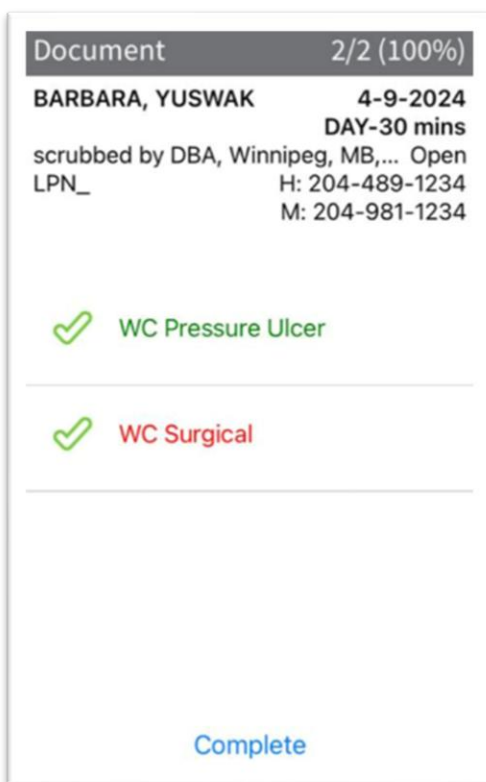 Document 2/2 (100%)
BARBARA, YUSWAK 4-9-2024
DAY-30 mins
scrubbed by DBA, Winnipeg, MB,... Open
LPN_ H: 204-489-1234
M: 204-981-1234
WC Pressure Ulcer
WC Surgical
Complete